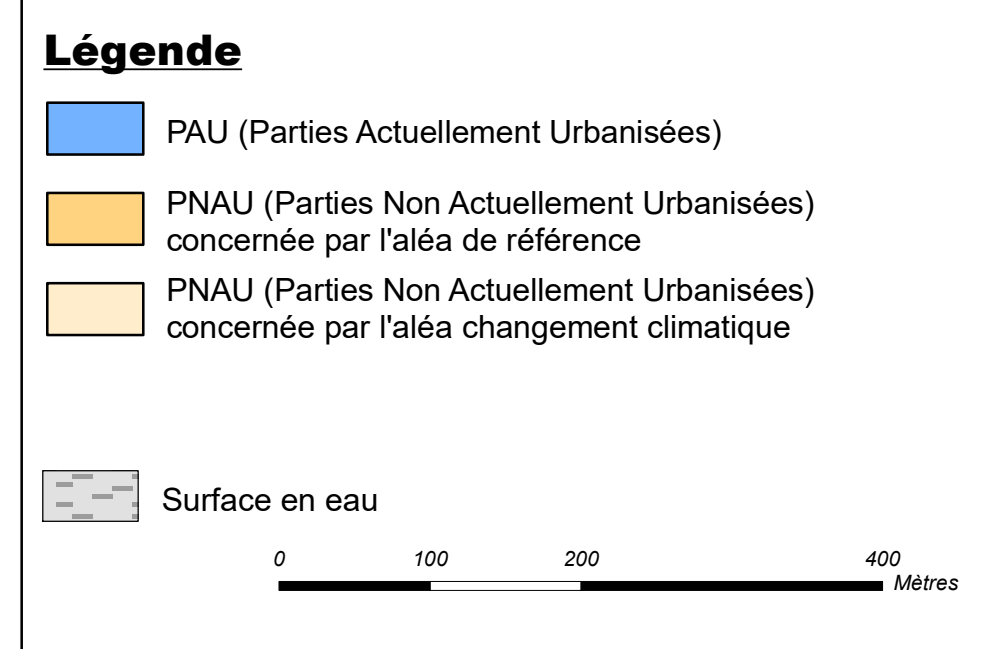 Légende
PAU (Parties Actuellement Urbanisées)
PNAU (Parties Non Actuellement Urbanisées)
concernée par l'aléa de référence
PNAU (Parties Non Actuellement Urbanisées)
concernée par l'aléa changement climatique
Surface en eau
0 100 200 400
Mètres